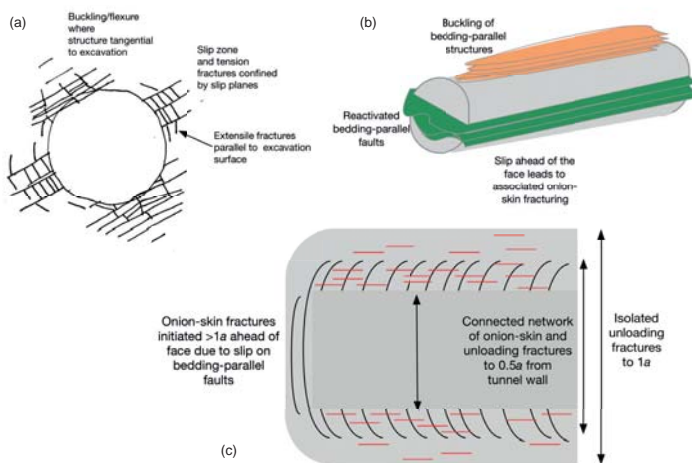 (a)
Buckling/flexure
where
structure tangential
to excavation
Slip zone
and tension
fractures confined
by slip planes
Extensile fractures
parallel to excavation
surface
(b)
Buckling of
bedding-parallel
structures
Reactivated
bedding-parallel
faults
Slip ahead of the
face leads to
associated onion-
skin fracturing
Onion-skin fractures
initiated >1a ahead of
face due to slip on
bedding-parallel
faults
Connected network
of onion-skin and
unloading fractures
to 0.5a from
tunnel wall
Isolated
unloading
fractures
to 1a
(c)